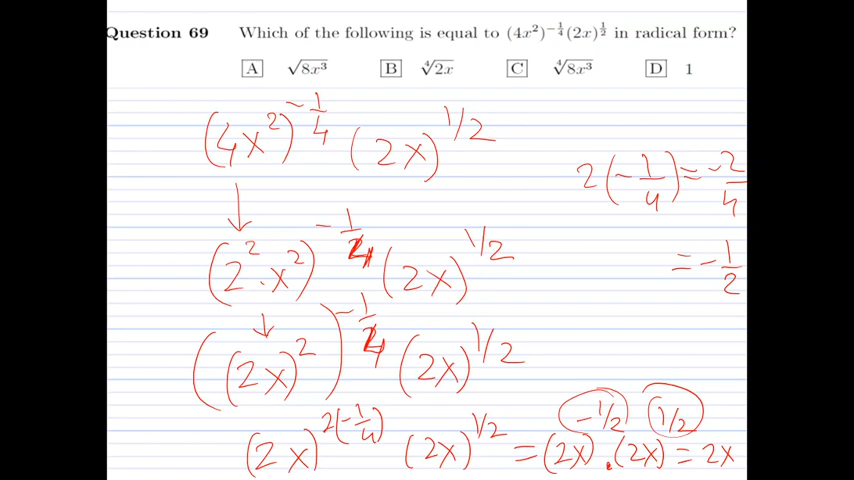 Question 69 Which of the following is equal to (4x²)^{-1/4}(2x)^{1/2} in radical form?
A √8x³ B ∜2x C ∜8x³ D 1
(4x²)^{-1/4} (2x)^{1/2}
2(-1/4) = -2/4
↓
(2²·x²)^{-1/4} (2x)^{1/2}
= -1/2
↓
((2x)²)^{-1/4} (2x)^{1/2}
(2x)^{2(-1/4)} (2x)^{1/2} = (2x)^{-1/2}·(2x)^{1/2} = 2x